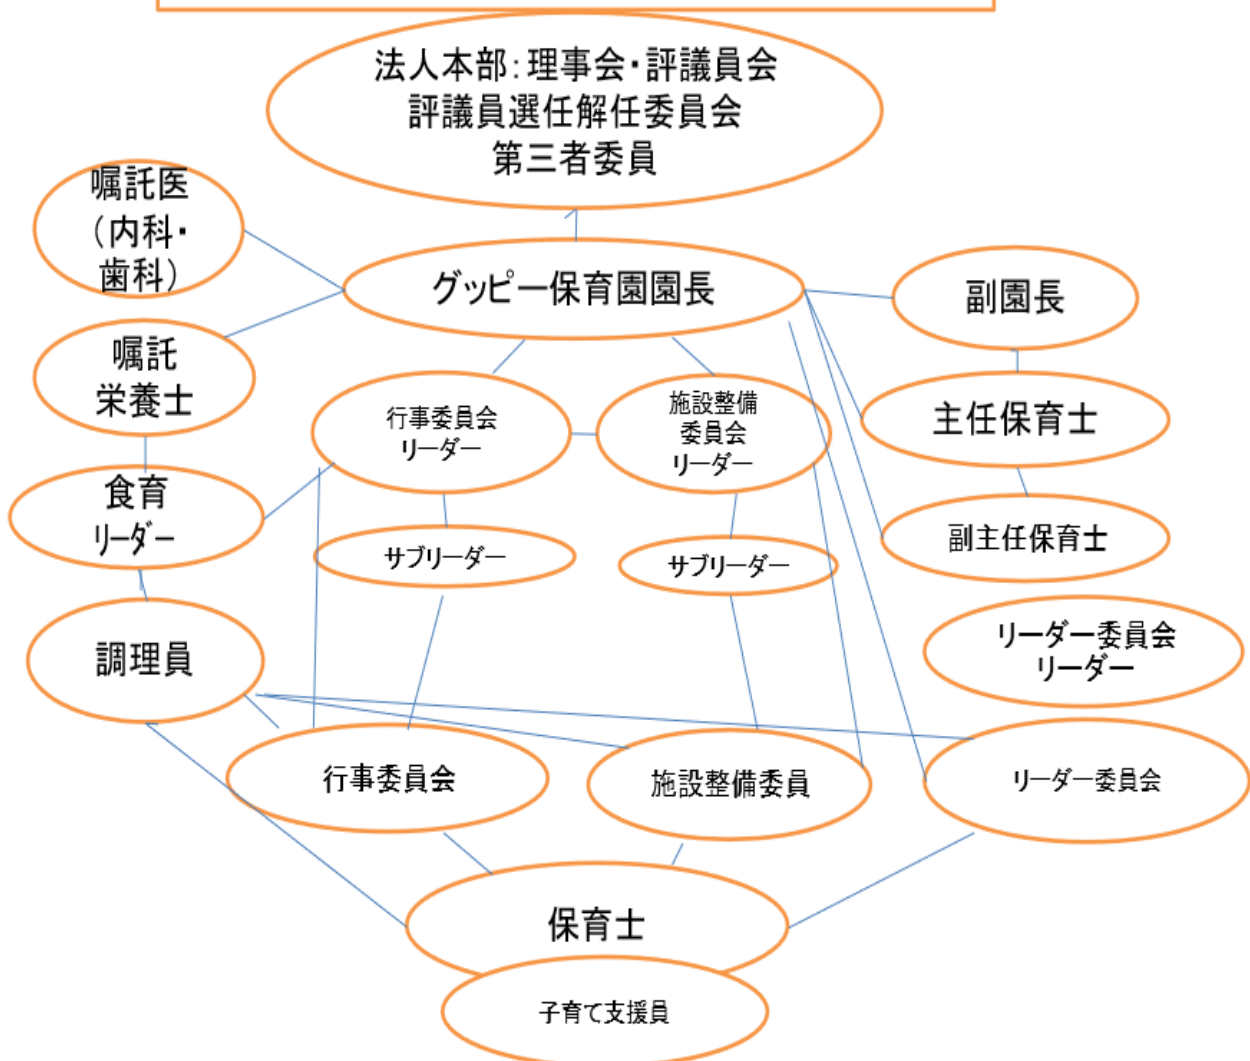 法人本部:理事会・評議員会
評議員選任解任委員会
第三者委員
嘱託医
(内科・
歯科)
グッピー保育園園長
副園長
嘱託
栄養士
行事委員会
リーダー
施設整備
委員会
リーダー
主任保育士
食育
リーダー
サブリーダー
サブリーダー
副主任保育士
調理員
リーダー委員会
リーダー
行事委員会
施設整備委員
リーダー委員会
保育士
子育て支援員